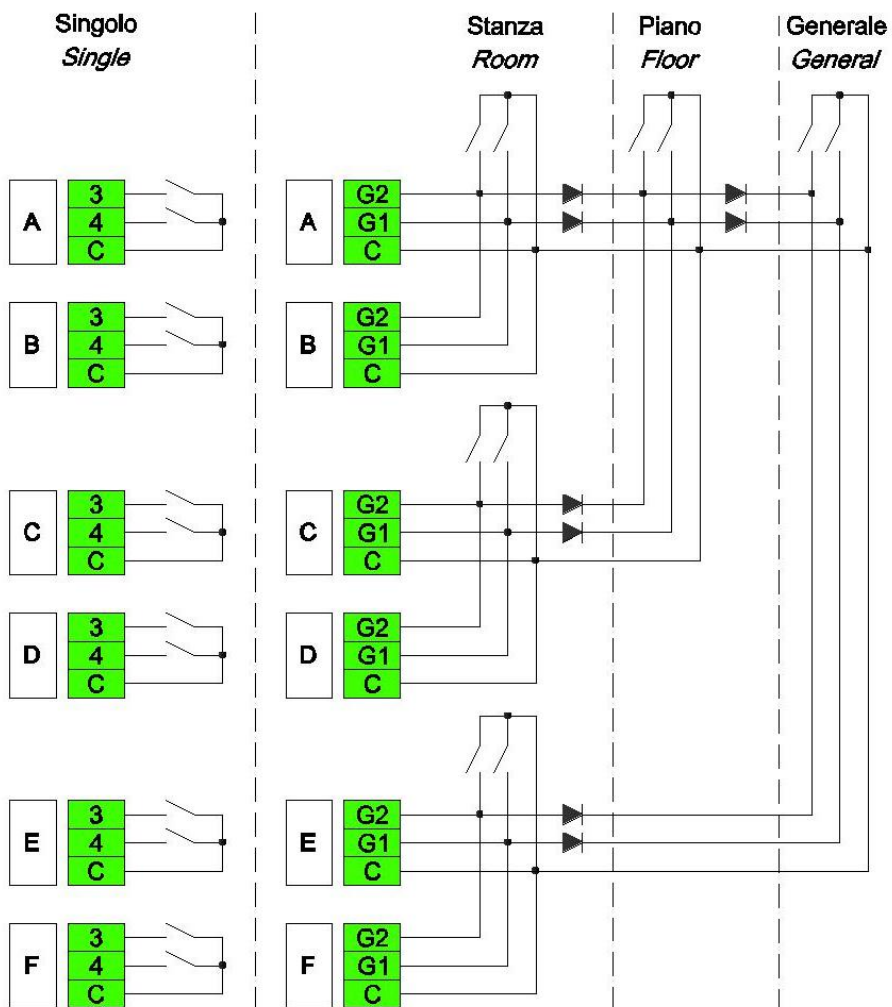 Singolo Stanza Piano Generale
Single Room Floor General
3 G2
A 4 A G1
C C
3 G2
B 4 B G1
C C
3 G2
C 4 C G1
C C
3 G2
D 4 D G1
C C
3 G2
E 4 E G1
C C
3 G2
F 4 F G1
C C